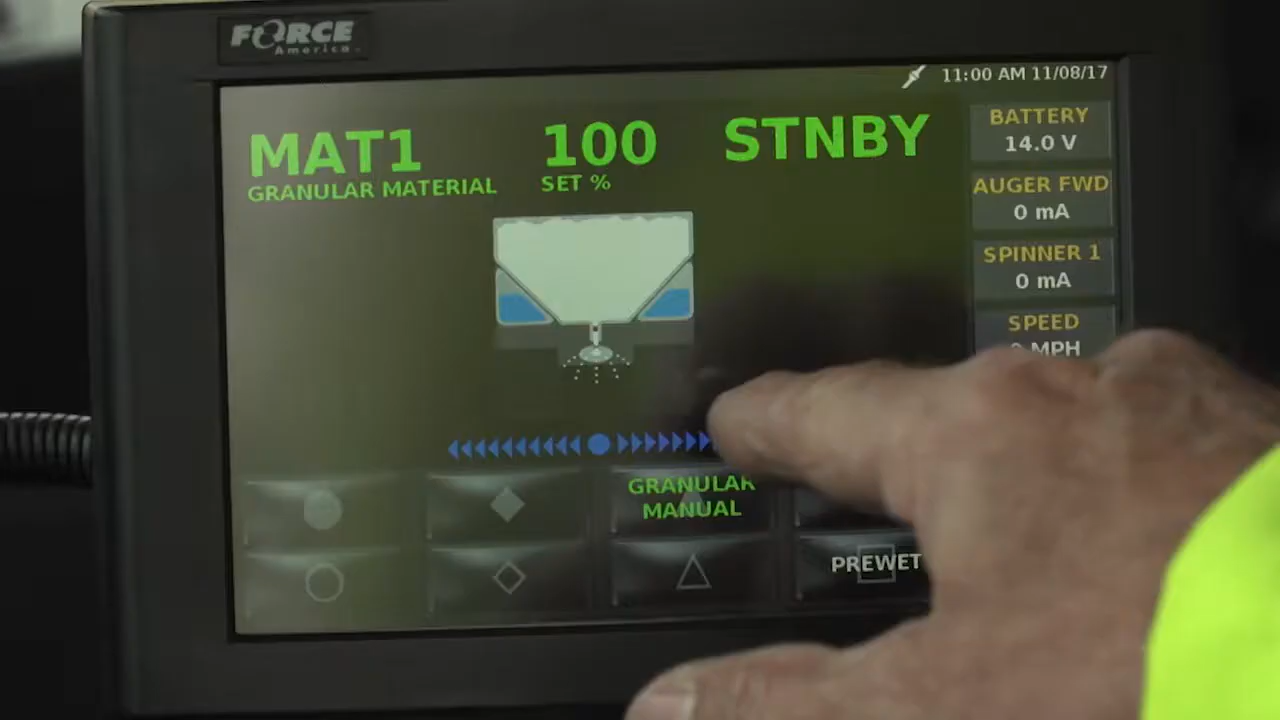 FORCE
America
11:00 AM 11/08/17
MAT1
GRANULAR MATERIAL
100
SET %
STNBY
BATTERY
14.0 V
AUGER FWD
0 mA
SPINNER 1
0 mA
SPEED
MPH
GRANULAR
MANUAL
PREWET